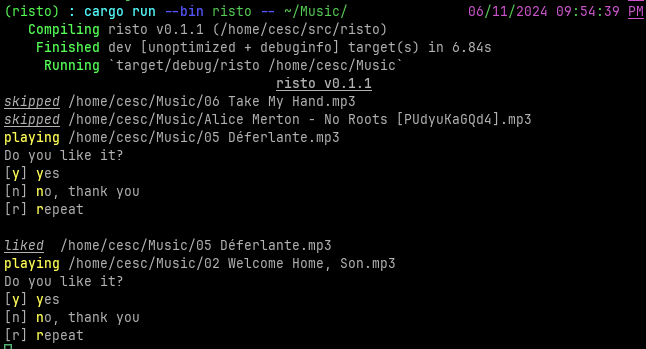 (risto) : cargo run --bin risto -- ~/Music/ 06/11/2024 09:54:39 PM
Compiling risto v0.1.1 (/home/cesc/src/risto)
Finished dev [unoptimized + debuginfo] target(s) in 6.84s
Running `target/debug/risto /home/cesc/Music`
risto v0.1.1
skipped /home/cesc/Music/06 Take My Hand.mp3
skipped /home/cesc/Music/Alice Merton - No Roots [PUdyuKaGQd4].mp3
playing /home/cesc/Music/05 Déferlante.mp3
Do you like it?
[y] yes
[n] no, thank you
[r] repeat
liked /home/cesc/Music/05 Déferlante.mp3
playing /home/cesc/Music/02 Welcome Home, Son.mp3
Do you like it?
[y] yes
[n] no, thank you
[r] repeat